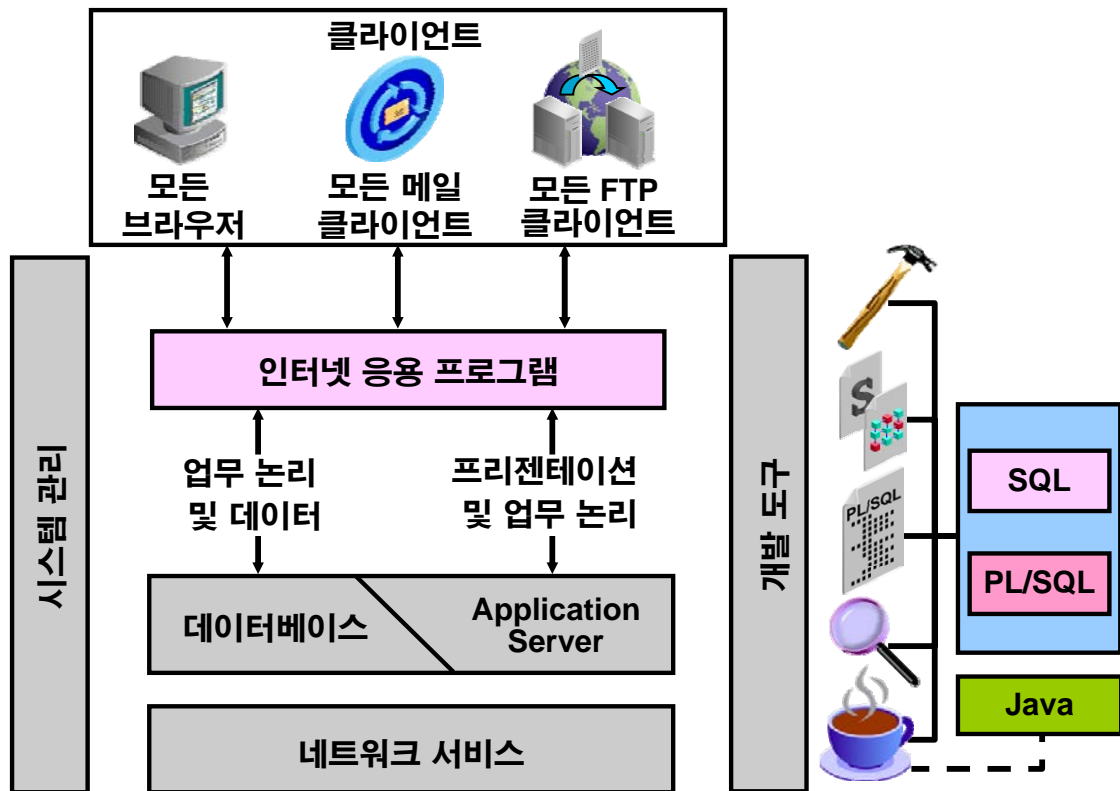 클라이언트
모든
브라우저
모든 메일
클라이언트
모든 FTP
클라이언트
시스템 관리
인터넷 응용 프로그램
업무 논리
및 데이터
프리젠테이션
및 업무 논리
데이터베이스
Application
Server
네트워크 서비스
개발 도구
S
PL/SQL
SQL
PL/SQL
Java